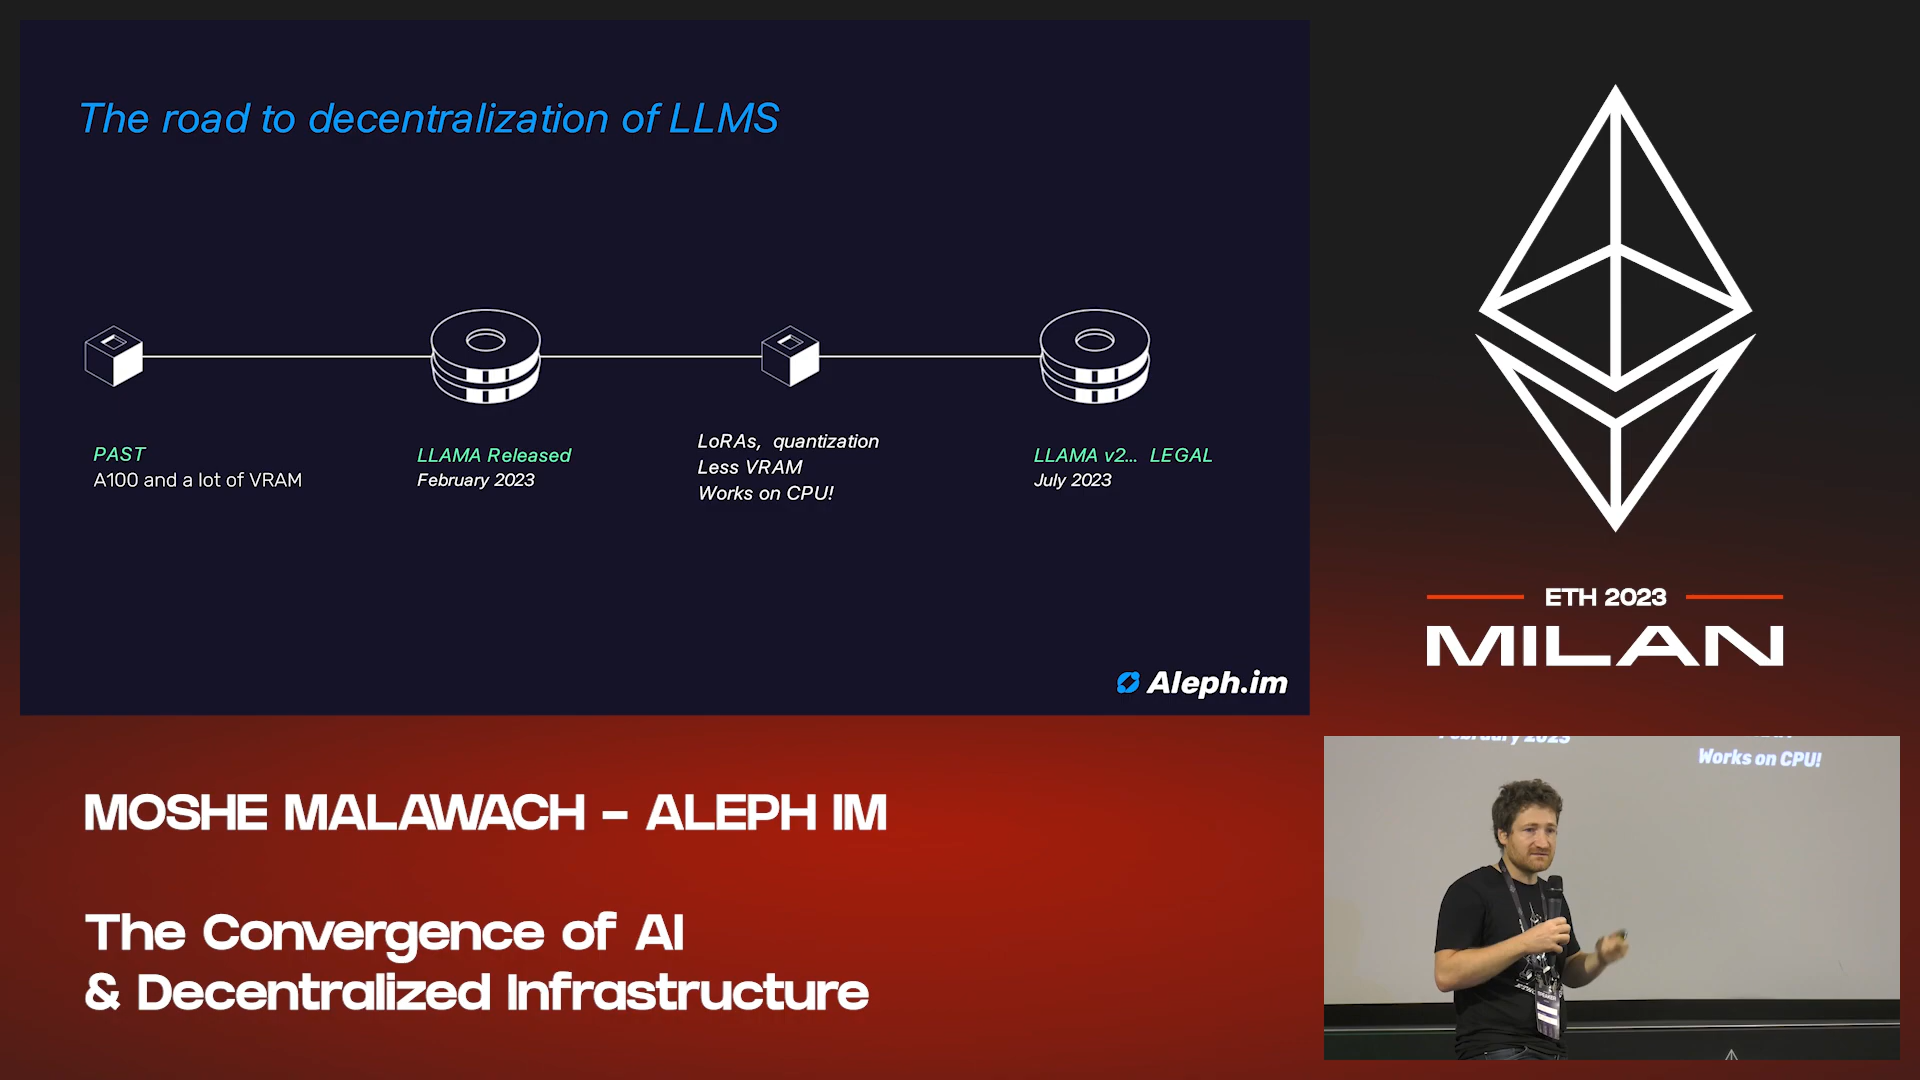 The road to decentralization of LLMS
PAST
A100 and a lot of VRAM
LLAMA Released
February 2023
LoRAs, quantization
Less VRAM
Works on CPU!
LLAMA v2... LEGAL
July 2023
Aleph.im
ETH 2023
MILAN
MOSHE MALAWACH – ALEPH IM
The Convergence of AI
& Decentralized Infrastructure
February 2023
Works on CPU!